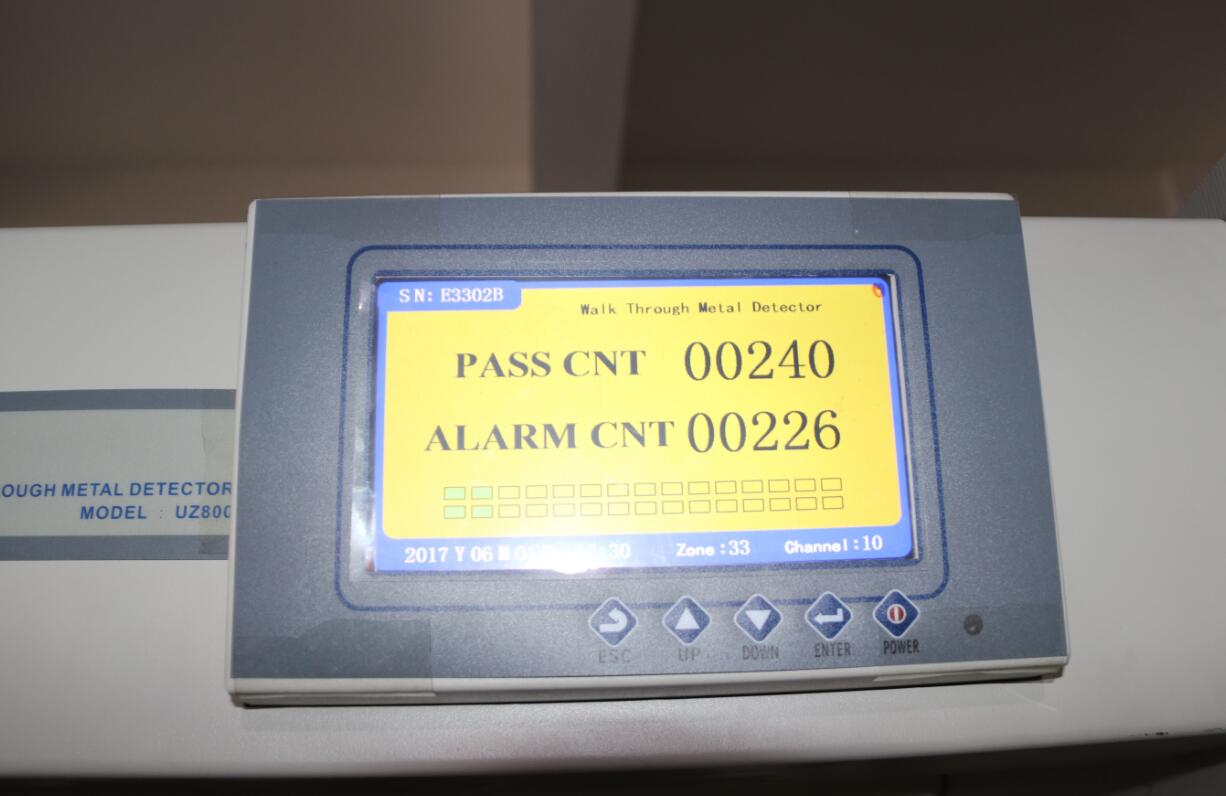 SN: E3302B
Walk Through Metal Detector
PASS CNT 00240
ALARM CNT 00226
2017 Y 06 M 30 Zone:33 Channel:10
OUGH METAL DETECTOR
MODEL : UZ800
ESC UP DOWN ENTER POWER